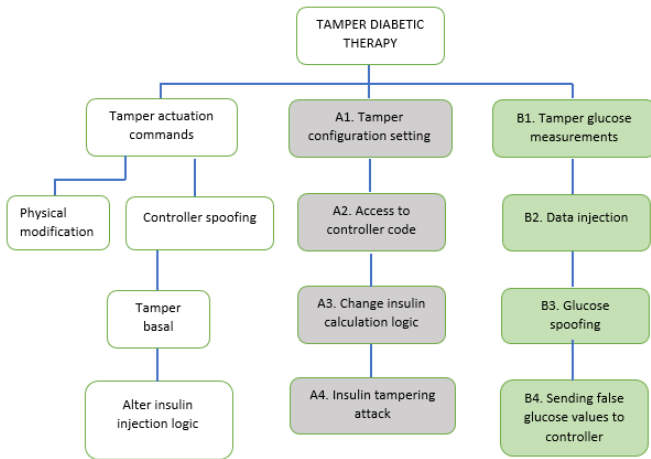 TAMPER DIABETIC
THERAPY
Tamper actuation
commands
A1. Tamper
configuration setting
B1. Tamper glucose
measurements
Physical
modification
Controller spoofing
A2. Access to
controller code
B2. Data injection
Tamper
basal
A3. Change insulin
calculation logic
B3. Glucose
spoofing
Alter insulin
injection logic
A4. Insulin tampering
attack
B4. Sending false
glucose values to
controller